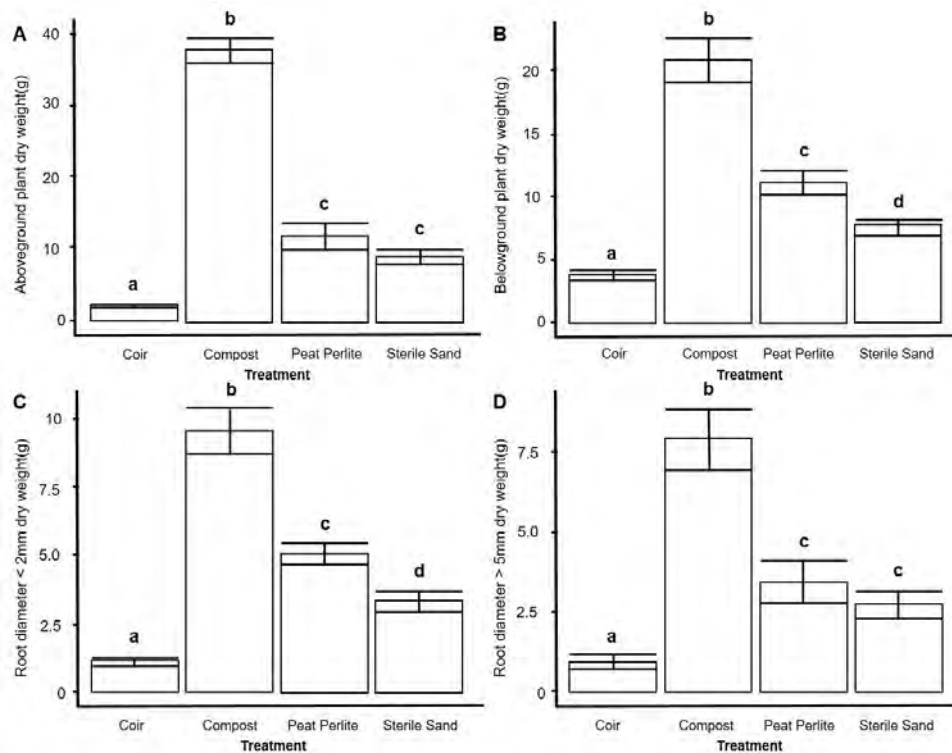 A
Aboveground plant dry weight(g)
40
30
20
10
0
a
b
c
c
Coir
Compost
Peat Perlite
Sterile Sand
Treatment
B
Belowground plant dry weight(g)
20
15
10
5
0
a
b
c
d
Coir
Compost
Peat Perlite
Sterile Sand
Treatment
C
Root diameter < 2mm dry weight(g)
10
7.5
5.0
2.5
0
a
b
c
d
Coir
Compost
Peat Perlite
Sterile Sand
Treatment
D
Root diameter > 5mm dry weight(g)
7.5
5.0
2.5
0
a
b
c
c
Coir
Compost
Peat Perlite
Sterile Sand
Treatment